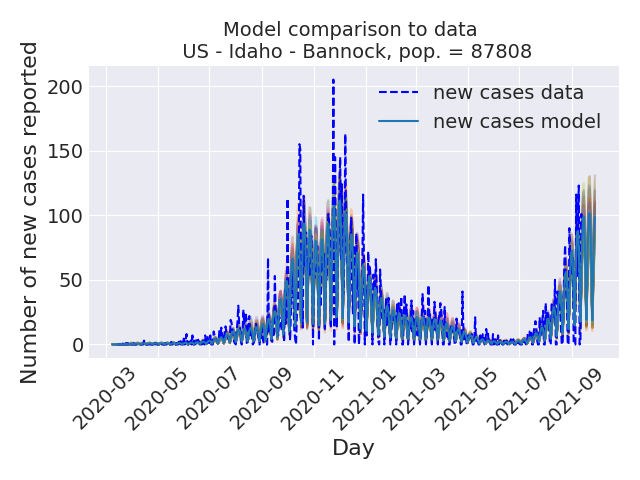 Model comparison to data
US - Idaho - Bannock, pop. = 87808
Number of new cases reported
200
150
100
50
0
new cases data
new cases model
2020-03
2020-05
2020-07
2020-09
2020-11
2021-01
2021-03
2021-05
2021-07
2021-09
Day